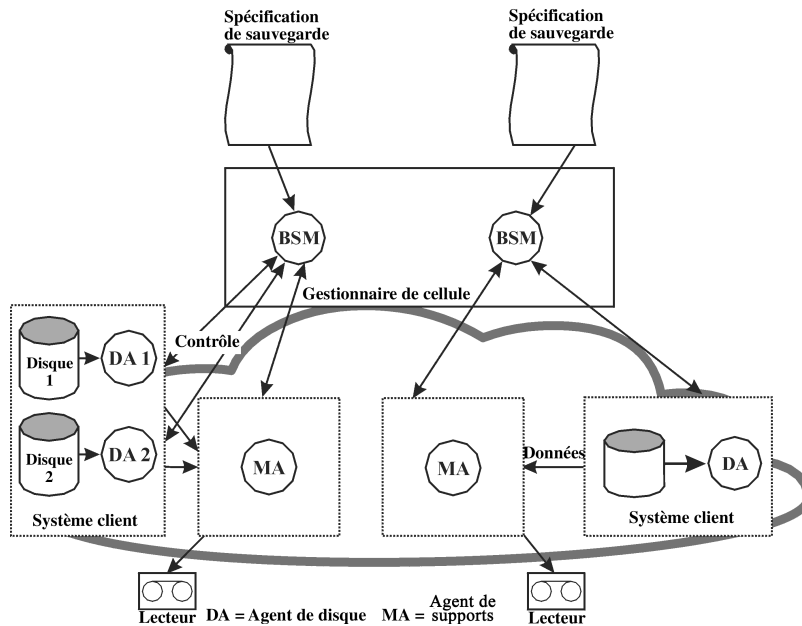 Spécification
de sauvegarde
Spécification
de sauvegarde
BSM
BSM
Gestionnaire de cellule
Contrôle
Disque
1
DA 1
Disque
2
DA 2
Système client
MA
MA
Données
DA
Système client
Lecteur
DA = Agent de disque
MA = Agent de
supports
Lecteur